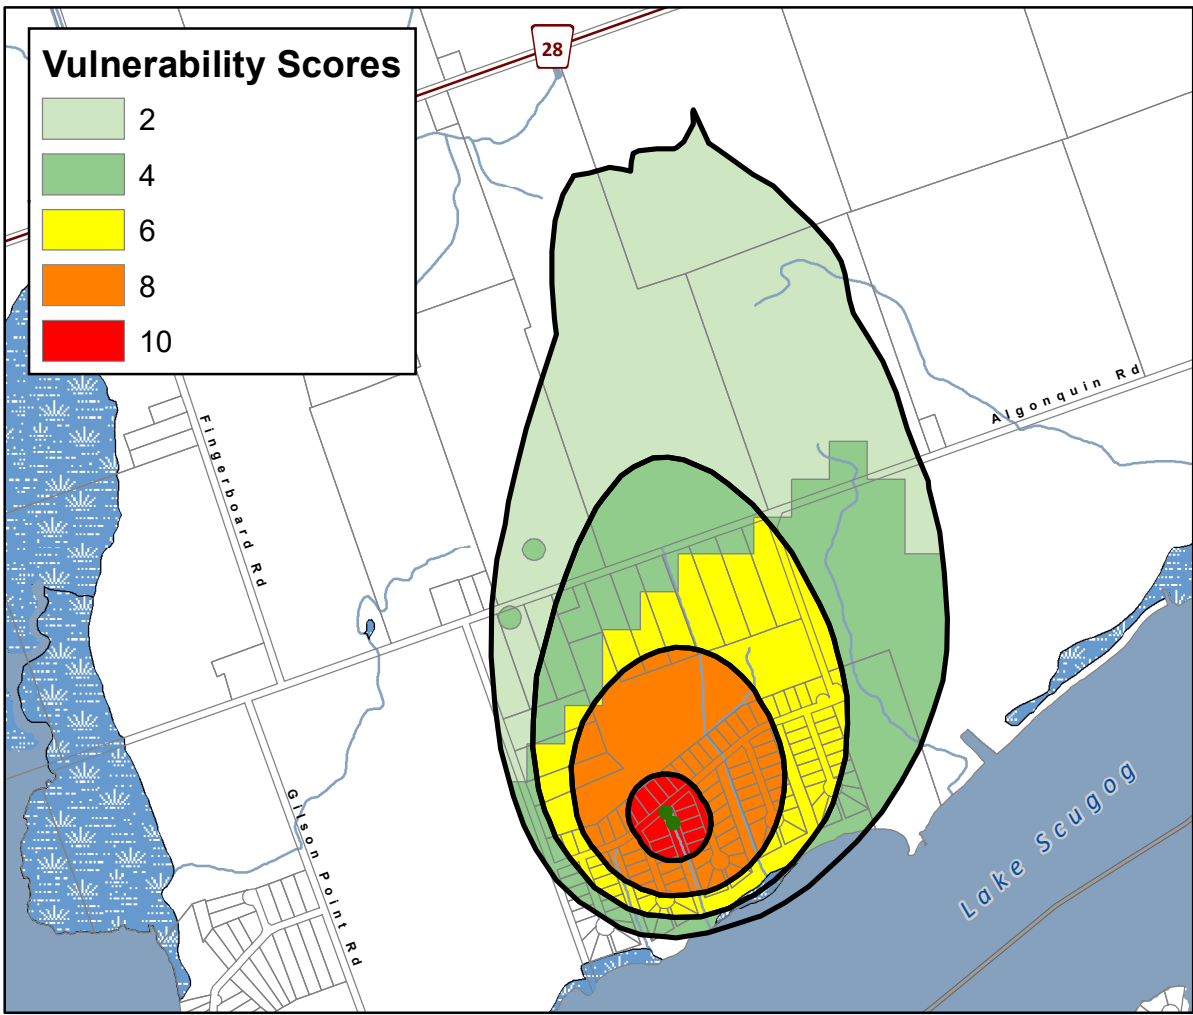 28
Vulnerability Scores
2
4
6
8
10
Algonquin Rd
Fingerboard Rd
Gilson Point Rd
Lake Scugog